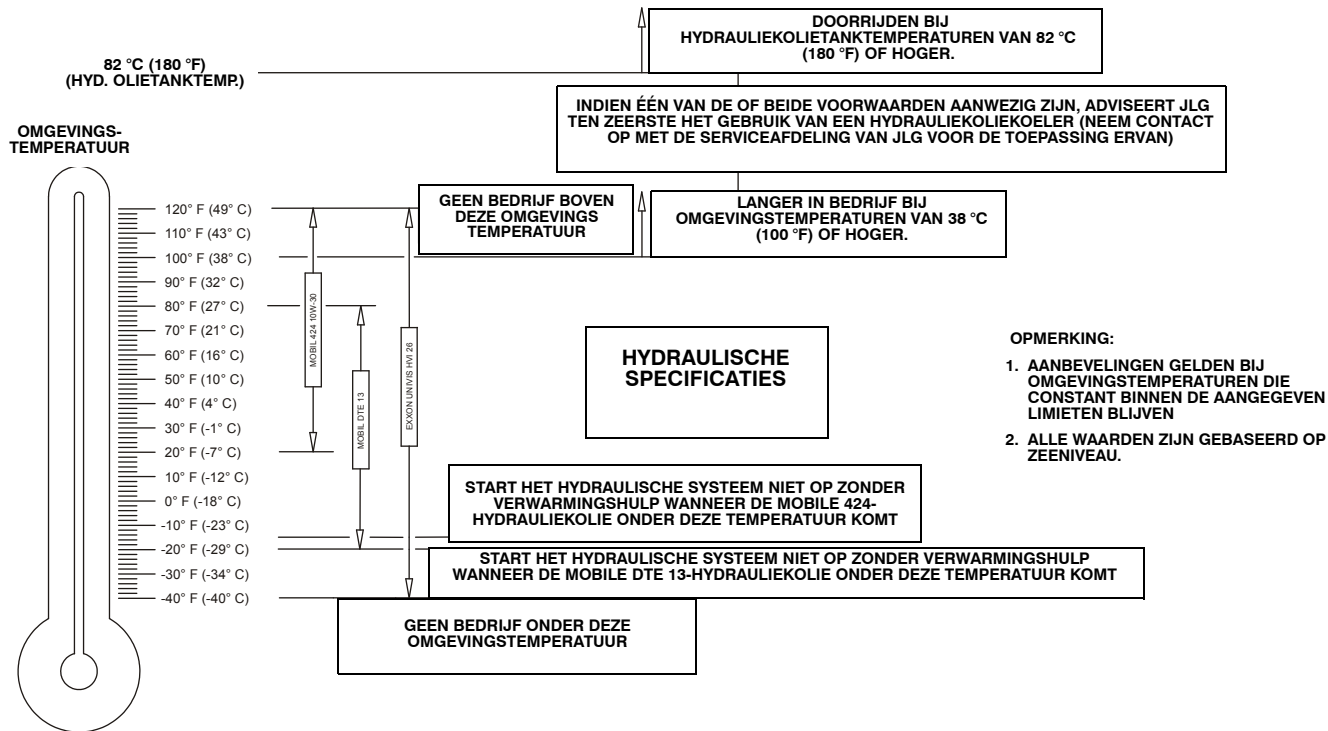 DOORRIJDEN BIJ
HYDRAULIEKOLIETANKTEMPERATUREN VAN 82 °C
(180 °F) OF HOGER.
82 °C (180 °F)
(HYD. OLIETANKTEMP.)
INDIEN ÉÉN VAN DE OF BEIDE VOORWAARDEN AANWEZIG ZIJN, ADVISEERT JLG
TEN ZEERSTE HET GEBRUIK VAN EEN HYDRAULIEKOLIEKOELER (NEEM CONTACT
OP MET DE SERVICEAFDELING VAN JLG VOOR DE TOEPASSING ERVAN)
OMGEVINGS-
TEMPERATUUR
GEEN BEDRIJF BOVEN
DEZE OMGEVINGS
TEMPERATUUR
LANGER IN BEDRIJF BIJ
OMGEVINGSTEMPERATUREN VAN 38 °C
(100 °F) OF HOGER.
120° F (49° C)
110° F (43° C)
100° F (38° C)
90° F (32° C)
80° F (27° C)
70° F (21° C)
60° F (16° C)
50° F (10° C)
40° F (4° C)
30° F (-1° C)
20° F (-7° C)
10° F (-12° C)
0° F (-18° C)
-10° F (-23° C)
-20° F (-29° C)
-30° F (-34° C)
-40° F (-40° C)
MOBIL 424 10W-30
MOBIL DTE 13
EXXON UNIVIS HVI 26
HYDRAULISCHE
SPECIFICATIES
OPMERKING:
1. AANBEVELINGEN GELDEN BIJ
OMGEVINGSTEMPERATUREN DIE
CONSTANT BINNEN DE AANGEGEVEN
LIMIETEN BLIJVEN
2. ALLE WAARDEN ZIJN GEBASEERD OP
ZEENIVEAU.
START HET HYDRAULISCHE SYSTEEM NIET OP ZONDER
VERWARMINGSHULP WANNEER DE MOBILE 424-
HYDRAULIEKOLIE ONDER DEZE TEMPERATUUR KOMT
START HET HYDRAULISCHE SYSTEEM NIET OP ZONDER VERWARMINGSHULP
WANNEER DE MOBILE DTE 13-HYDRAULIEKOLIE ONDER DEZE TEMPERATUUR KOMT
GEEN BEDRIJF ONDER DEZE
OMGEVINGSTEMPERATUUR